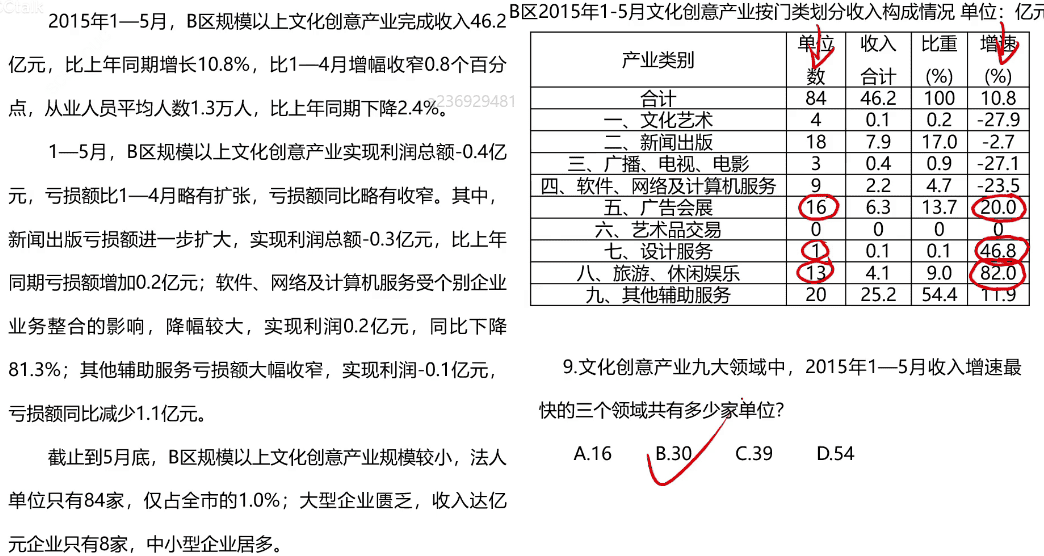 CCtalk
2015年1—5月，B区规模以上文化创意产业完成收入46.2
亿元，比上年同期增长10.8%，比1—4月增幅收窄0.8个百分
点，从业人员平均人数1.3万人，比上年同期下降2.4%。
236929481
1—5月，B区规模以上文化创意产业实现利润总额-0.4亿
元，亏损额比1—4月略有扩张，亏损额同比略有收窄。其中，
新闻出版亏损额进一步扩大，实现利润总额-0.3亿元，比上年
同期亏损额增加0.2亿元；软件、网络及计算机服务受个别企业
业务整合的影响，降幅较大，实现利润0.2亿元，同比下降
81.3%；其他辅助服务亏损额大幅收窄，实现利润-0.1亿元，
亏损额同比减少1.1亿元。
截止到5月底，B区规模以上文化创意产业规模较小，法人
单位只有84家，仅占全市的1.0%；大型企业匮乏，收入达亿
元企业只有8家，中小型企业居多。
B区2015年1-5月文化创意产业按门类划分收入构成情况 单位：亿元
产业类别 单位数 收入合计 比重(%) 增速(%)
合计 84 46.2 100 10.8
一、文化艺术 4 0.1 0.2 -27.9
二、新闻出版 18 7.9 17.0 -2.7
三、广播、电视、电影 3 0.4 0.9 -27.1
四、软件、网络及计算机服务 9 2.2 4.7 -23.5
五、广告会展 16 6.3 13.7 20.0
六、艺术品交易 0 0 0 0
七、设计服务 1 0.1 0.1 46.8
八、旅游、休闲娱乐 13 4.1 9.0 82.0
九、其他辅助服务 20 25.2 54.4 11.9
9.文化创意产业九大领域中，2015年1—5月收入增速最
快的三个领域共有多少家单位？
A.16 B.30 C.39 D.54